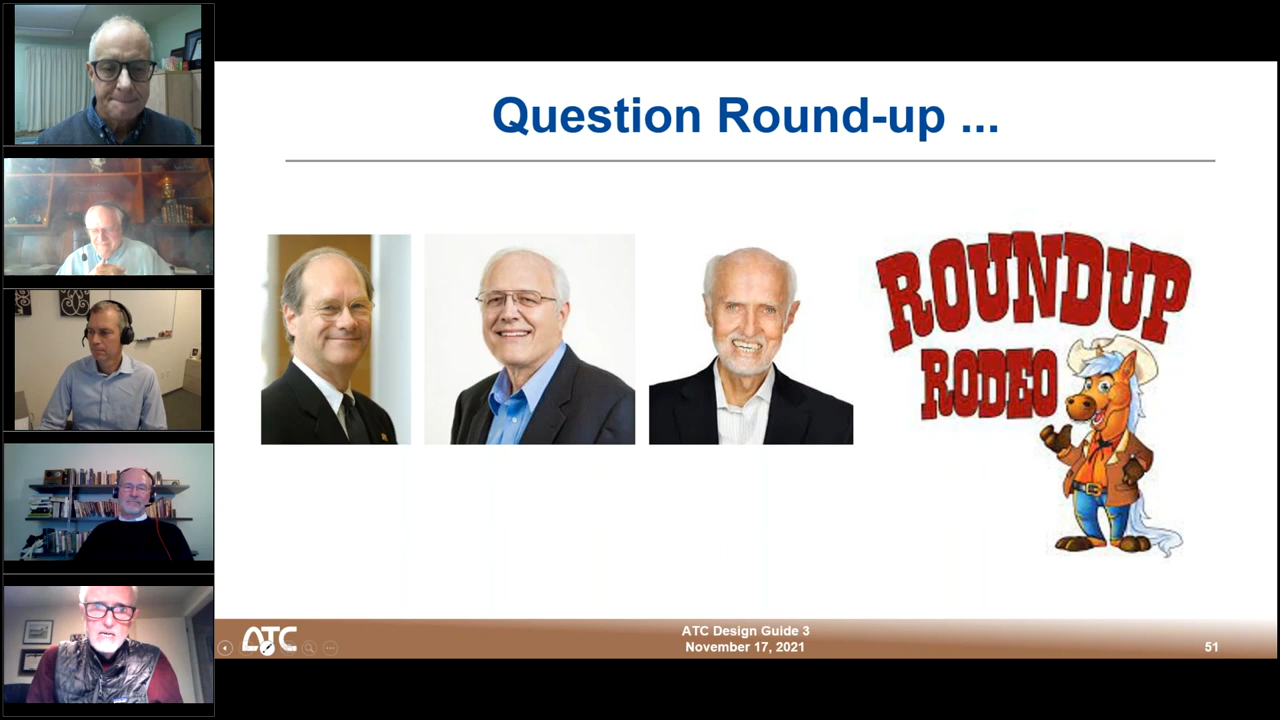 Question Round-up ...
ROUNDUP
RODEO
ATC
ATC Design Guide 3
November 17, 2021
51